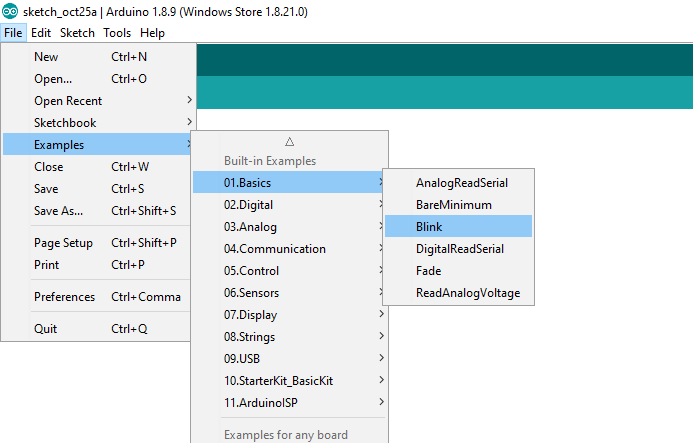 sketch_oct25a | Arduino 1.8.9 (Windows Store 1.8.21.0)
File Edit Sketch Tools Help
New Ctrl+N
Open... Ctrl+O
Open Recent
Sketchbook
Examples
Close Ctrl+W
Save Ctrl+S
Save As... Ctrl+Shift+S
Page Setup Ctrl+Shift+P
Print Ctrl+P
Preferences Ctrl+Comma
Quit Ctrl+Q
Built-in Examples
01.Basics
02.Digital
03.Analog
04.Communication
05.Control
06.Sensors
07.Display
08.Strings
09.USB
10.StarterKit_BasicKit
11.ArduinoISP
Examples for any board
AnalogReadSerial
BareMinimum
Blink
DigitalReadSerial
Fade
ReadAnalogVoltage